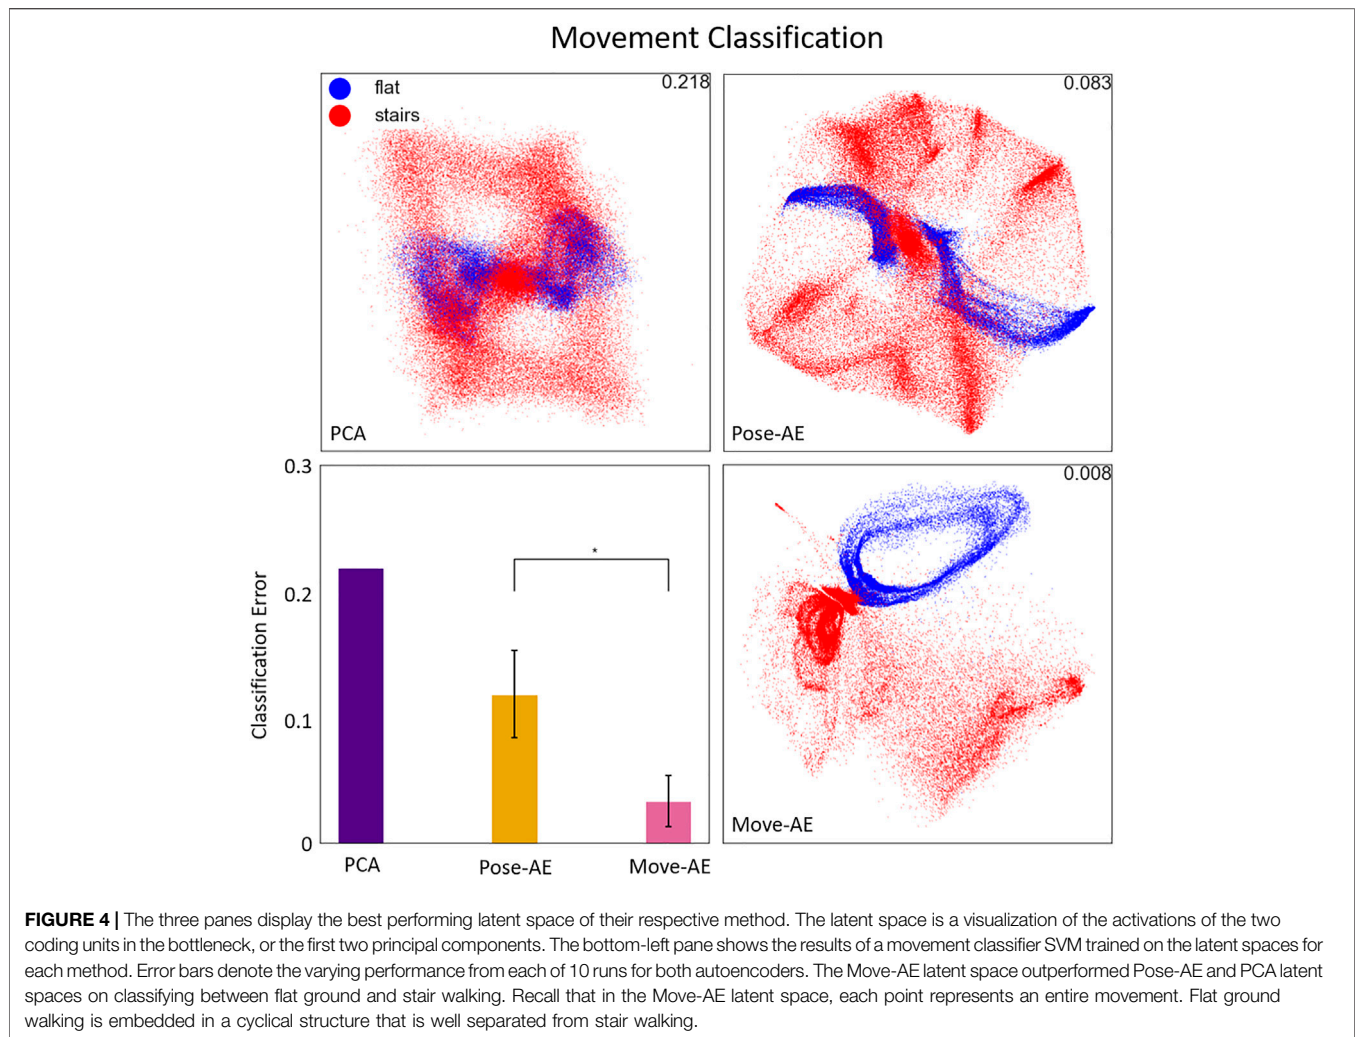 Movement Classification
flat
stairs
0.218
PCA
0.083
Pose-AE
0.3
0.2
0.1
0
Classification Error
*
PCA
Pose-AE
Move-AE
0.008
Move-AE
FIGURE 4 | The three panes display the best performing latent space of their respective method. The latent space is a visualization of the activations of the two
coding units in the bottleneck, or the first two principal components. The bottom-left pane shows the results of a movement classifier SVM trained on the latent spaces for
each method. Error bars denote the varying performance from each of 10 runs for both autoencoders. The Move-AE latent space outperformed Pose-AE and PCA latent
spaces on classifying between flat ground and stair walking. Recall that in the Move-AE latent space, each point represents an entire movement. Flat ground
walking is embedded in a cyclical structure that is well separated from stair walking.